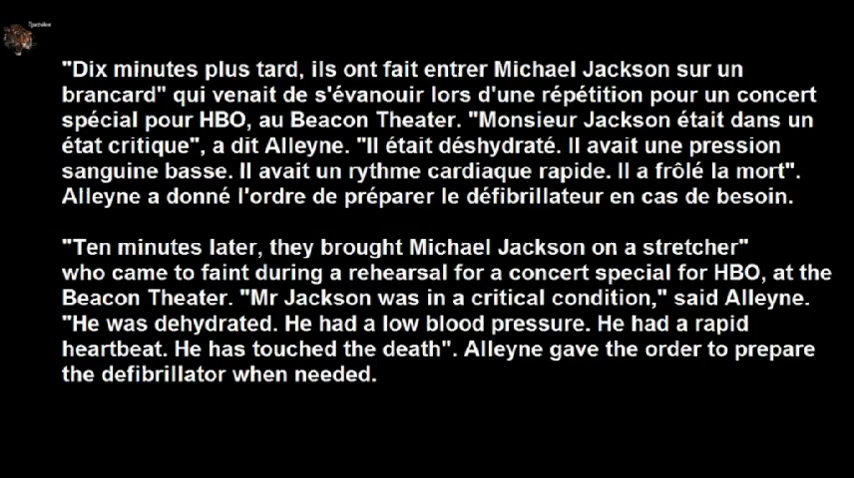 "Dix minutes plus tard, ils ont fait entrer Michael Jackson sur un
brancard" qui venait de s'évanouir lors d'une répétition pour un concert
spécial pour HBO, au Beacon Theater. "Monsieur Jackson était dans un
état critique", a dit Alleyne. "Il était déshydraté. Il avait une pression
sanguine basse. Il avait un rythme cardiaque rapide. Il a frôlé la mort".
Alleyne a donné l'ordre de préparer le défibrillateur en cas de besoin.
"Ten minutes later, they brought Michael Jackson on a stretcher"
who came to faint during a rehearsal for a concert special for HBO, at the
Beacon Theater. "Mr Jackson was in a critical condition," said Alleyne.
"He was dehydrated. He had a low blood pressure. He had a rapid
heartbeat. He has touched the death". Alleyne gave the order to prepare
the defibrillator when needed.